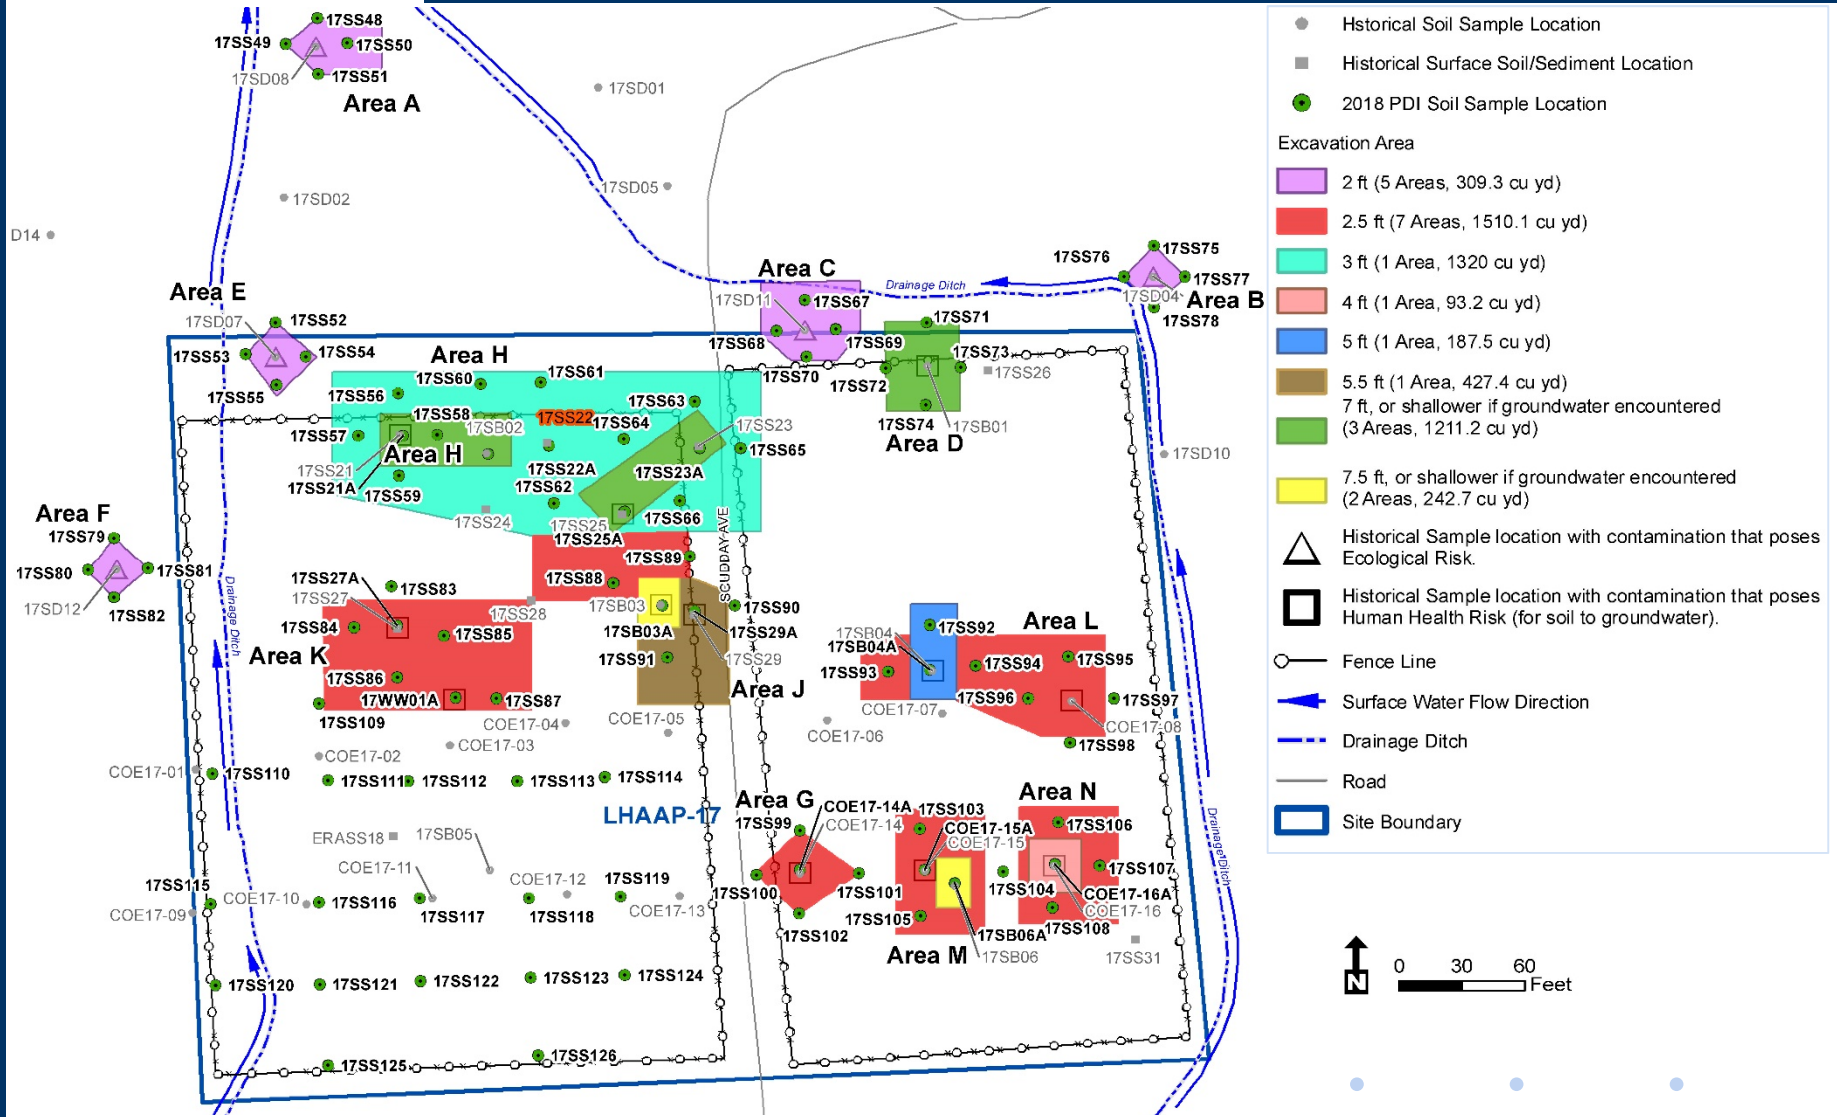 17SS48
17SS49
17SS50
17SD08
17SS51
Area A
17SD01
17SD05
17SD02
D14
17SS76
17SS75
17SS77
17SD04
Area B
17SS78
Area C
17SD11
17SS67
Drainage Ditch
17SS68
17SS69
17SS70
17SS71
17SS73
17SS72
17SS26
17SS74
17SB01
Area D
17SD10
Area E
17SD07
17SS52
17SS53
17SS54
17SS55
Area H
17SS60
17SS61
17SS56
17SS63
17SS58
17SB02
17SS22
17SS64
17SS23
17SS57
Area H
17SS65
17SS21
17SS22A
17SS23A
17SS21A
17SS59
17SS62
17SS24
17SS25
17SS66
17SS25A
SCUDDAY AVE
Area F
17SS79
17SS80
17SS81
17SD12
17SS82
Drainage Ditch
17SS89
17SS27A
17SS83
17SS88
17SS27
17SS28
17SB03
17SS90
17SS84
17SS85
17SB03A
17SS29A
Area K
17SS91
17SS29
17SS86
17WW01A
17SS87
Area J
17SS109
COE17-04
COE17-05
COE17-03
COE17-02
COE17-01
17SS110
17SS111
17SS112
17SS113
17SS114
17SS92
Area L
17SB04
17SB04A
17SS93
17SS94
17SS95
17SS96
17SS97
COE17-07
COE17-08
COE17-06
17SS98
LHAAP-17
Area G
COE17-14A
17SS103
Area N
17SS99
COE17-14
COE17-15A
COE17-15
17SS106
17SS107
17SS100
17SS101
17SS104
COE17-16A
COE17-16
17SS105
17SS108
17SS102
17SB06A
Area M
17SB06
17SS31
Drainage Ditch
ERASS18
17SB05
COE17-11
17SS115
COE17-10
COE17-12
17SS119
COE17-09
17SS116
17SS117
17SS118
COE17-13
17SS120
17SS121
17SS122
17SS123
17SS124
17SS125
17SS126
Hstorical Soil Sample Location
Historical Surface Soil/Sediment Location
2018 PDI Soil Sample Location
Excavation Area
2 ft (5 Areas, 309.3 cu yd)
2.5 ft (7 Areas, 1510.1 cu yd)
3 ft (1 Area, 1320 cu yd)
4 ft (1 Area, 93.2 cu yd)
5 ft (1 Area, 187.5 cu yd)
5.5 ft (1 Area, 427.4 cu yd)
7 ft, or shallower if groundwater encountered
(3 Areas, 1211.2 cu yd)
7.5 ft, or shallower if groundwater encountered
(2 Areas, 242.7 cu yd)
Historical Sample location with contamination that poses
Ecological Risk.
Historical Sample location with contamination that poses
Human Health Risk (for soil to groundwater).
Fence Line
Surface Water Flow Direction
Drainage Ditch
Road
Site Boundary
N
0 30 60
Feet